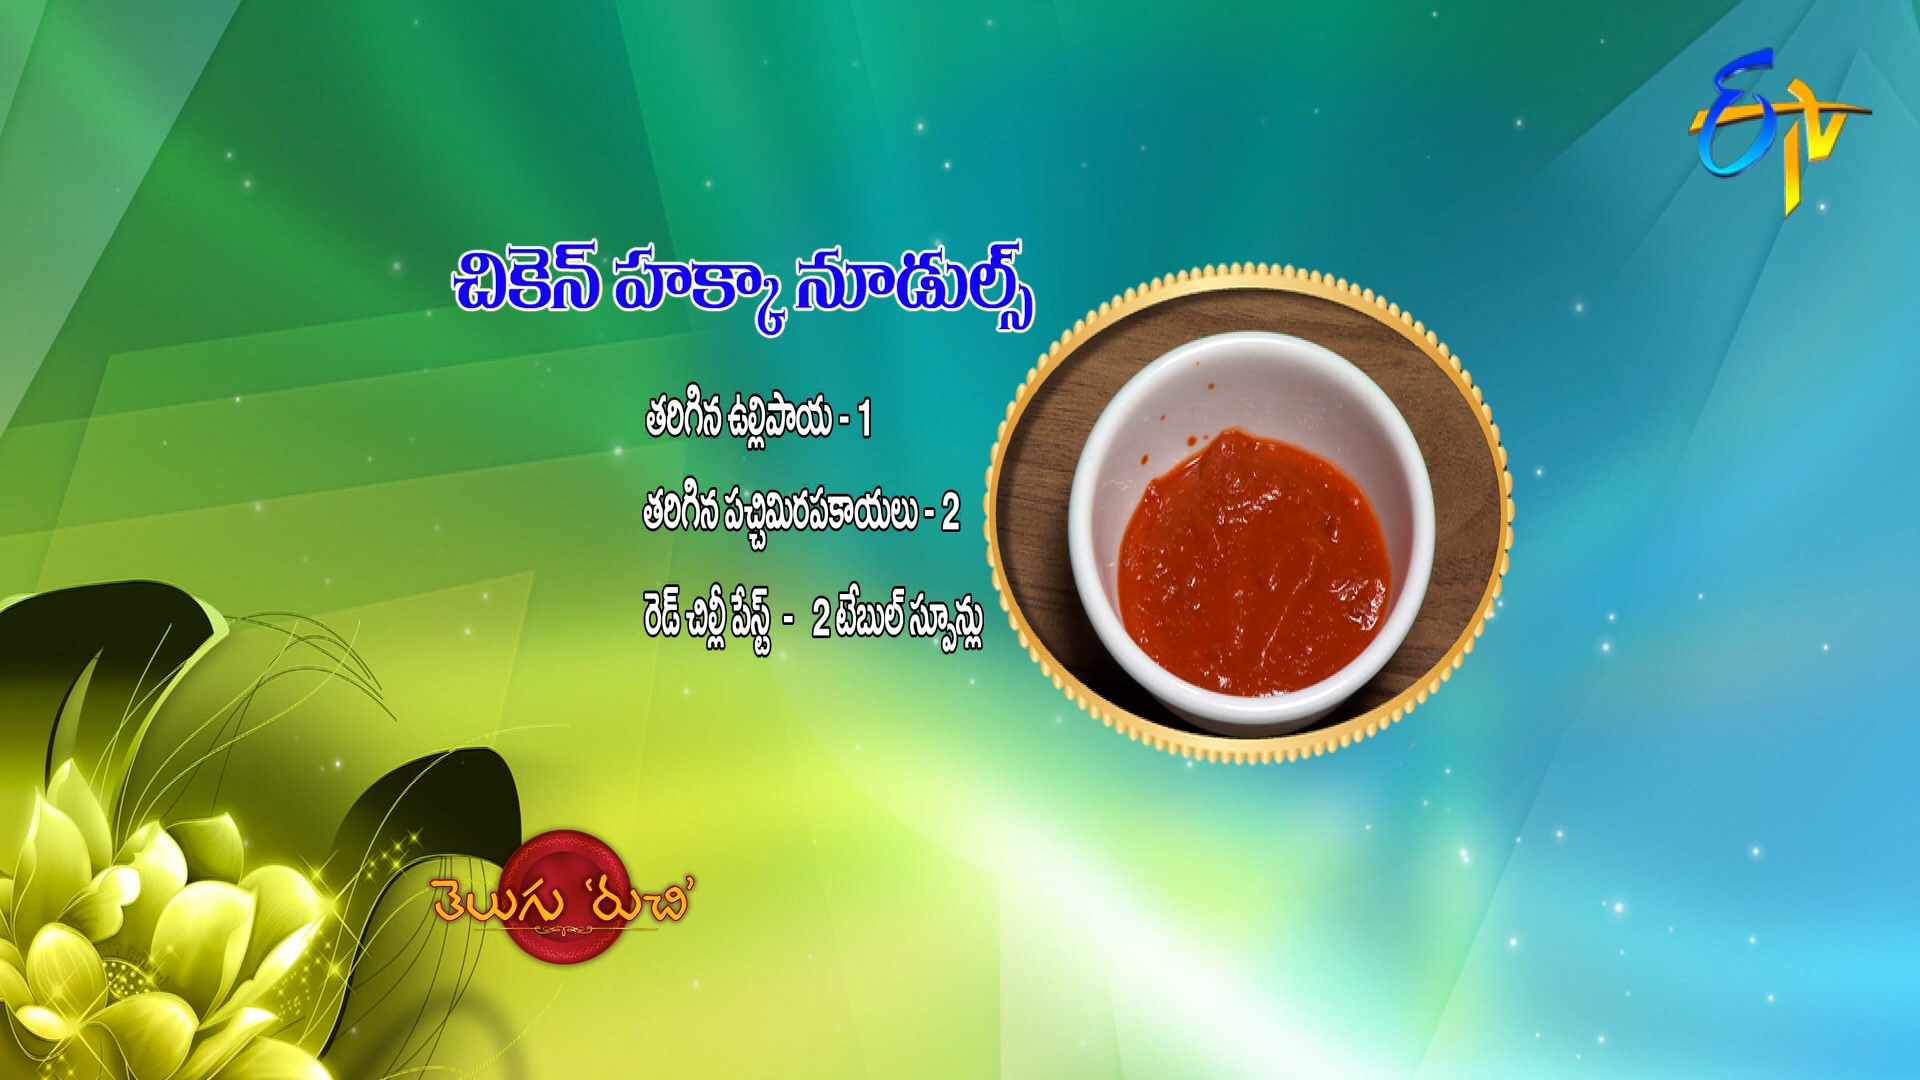 ETV
చికెన్ హక్కా నూడుల్స్
తరిగిన ఉల్లిపాయ - 1
తరిగిన పచ్చిమిరపకాయలు - 2
రెడ్ చిల్లీ పేస్ట్ - 2 టేబుల్ స్పూన్లు
తెలుగు 'రుచి'